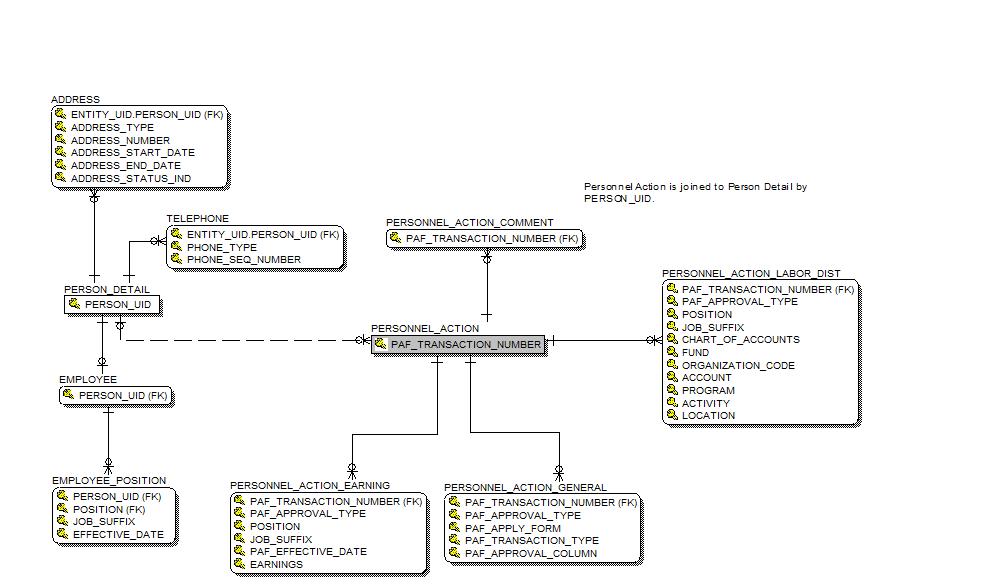 ADDRESS
ENTITY_UID.PERSON_UID (FK)
ADDRESS_TYPE
ADDRESS_NUMBER
ADDRESS_START_DATE
ADDRESS_END_DATE
ADDRESS_STATUS_IND
Personnel Action is joined to Person Detail by
PERSON_UID.
TELEPHONE
ENTITY_UID.PERSON_UID (FK)
PHONE_TYPE
PHONE_SEQ_NUMBER
PERSONNEL_ACTION_COMMENT
PAF_TRANSACTION_NUMBER (FK)
PERSONNEL_ACTION_LABOR_DIST
PAF_TRANSACTION_NUMBER (FK)
PAF_APPROVAL_TYPE
POSITION
JOB_SUFFIX
CHART_OF_ACCOUNTS
FUND
ORGANIZATION_CODE
ACCOUNT
PROGRAM
ACTIVITY
LOCATION
PERSON_DETAIL
PERSON_UID
PERSONNEL_ACTION
PAF_TRANSACTION_NUMBER
EMPLOYEE
PERSON_UID (FK)
EMPLOYEE_POSITION
PERSON_UID (FK)
POSITION (FK)
JOB_SUFFIX
EFFECTIVE_DATE
PERSONNEL_ACTION_EARNING
PAF_TRANSACTION_NUMBER (FK)
PAF_APPROVAL_TYPE
POSITION
JOB_SUFFIX
PAF_EFFECTIVE_DATE
EARNINGS
PERSONNEL_ACTION_GENERAL
PAF_TRANSACTION_NUMBER (FK)
PAF_APPROVAL_TYPE
PAF_APPLY_FORM
PAF_TRANSACTION_TYPE
PAF_APPROVAL_COLUMN